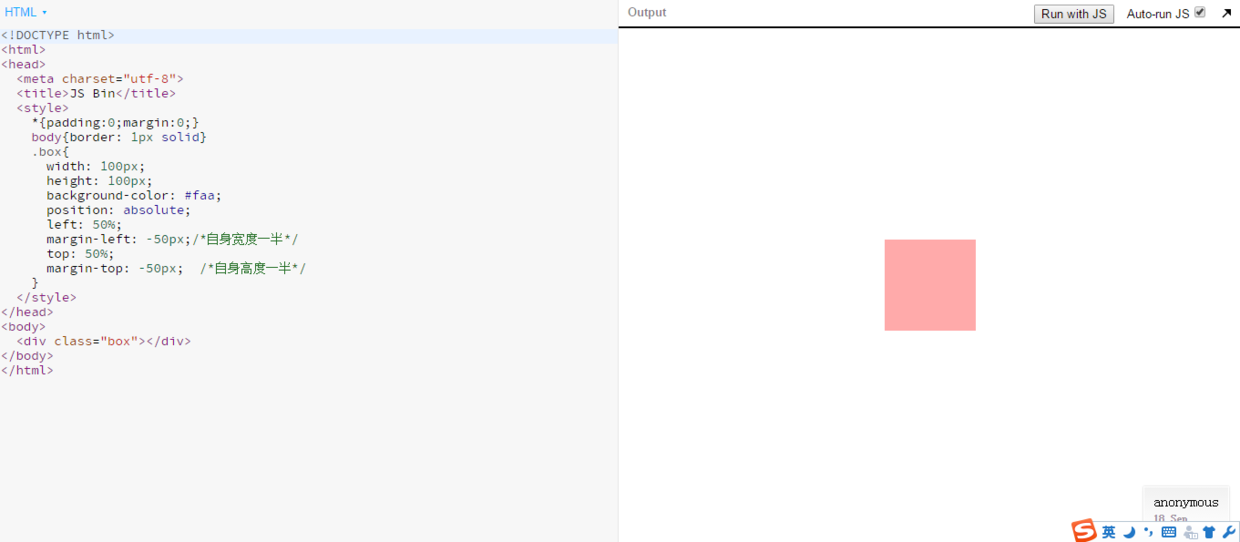 HTML
<!DOCTYPE html>
<html>
<head>
  <meta charset="utf-8">
  <title>JS Bin</title>
  <style>
    *{padding:0;margin:0;}
    body{border: 1px solid}
    .box{
      width: 100px;
      height: 100px;
      background-color: #faa;
      position: absolute;
      left: 50%;
      margin-left: -50px;/*自身宽度一半*/
      top: 50%;
      margin-top: -50px;  /*自身高度一半*/
    }
  </style>
</head>
<body>
  <div class="box"></div>
</body>
</html>
Output
Run with JS
Auto-run JS
anonymous
18 Sep
S 英